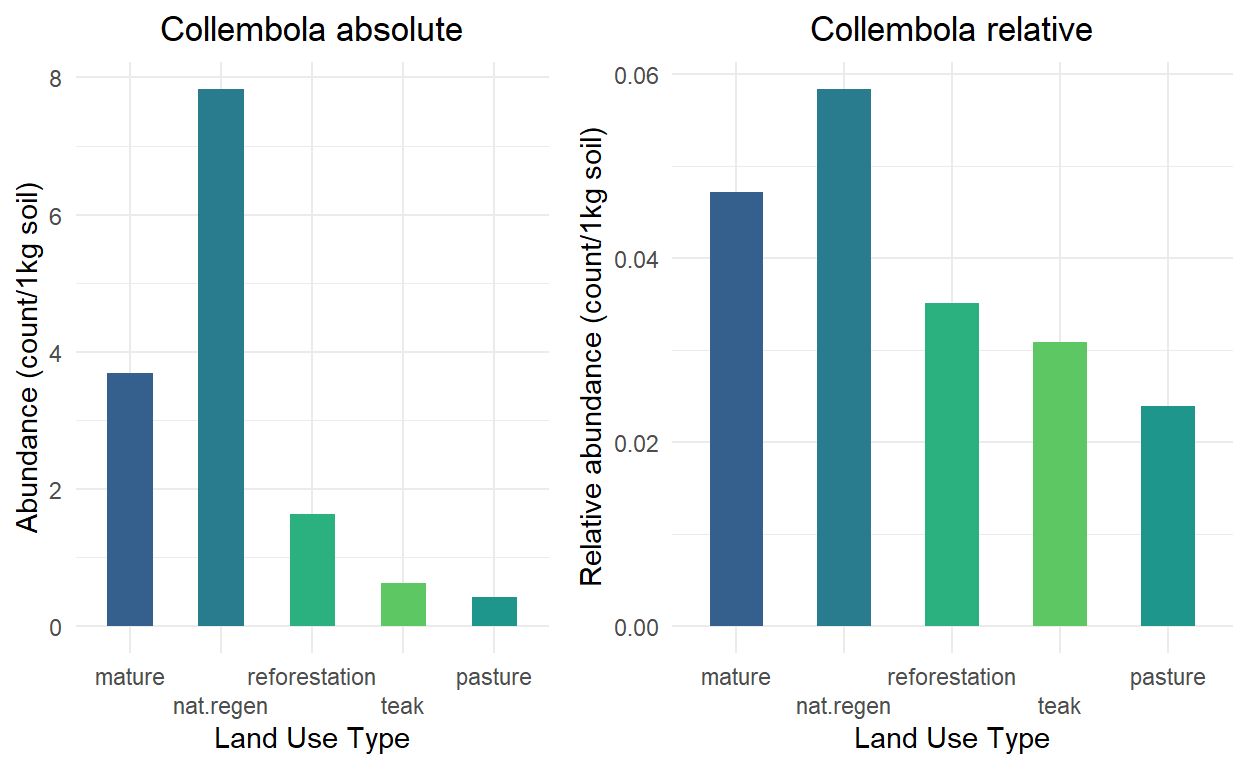 Collembola absolute
Abundance (count/1kg soil)
8
6
4
2
0
mature
nat.regen
reforestation
teak
pasture
Land Use Type
Collembola relative
Relative abundance (count/1kg soil)
0.06
0.04
0.02
0.00
mature
nat.regen
reforestation
teak
pasture
Land Use Type